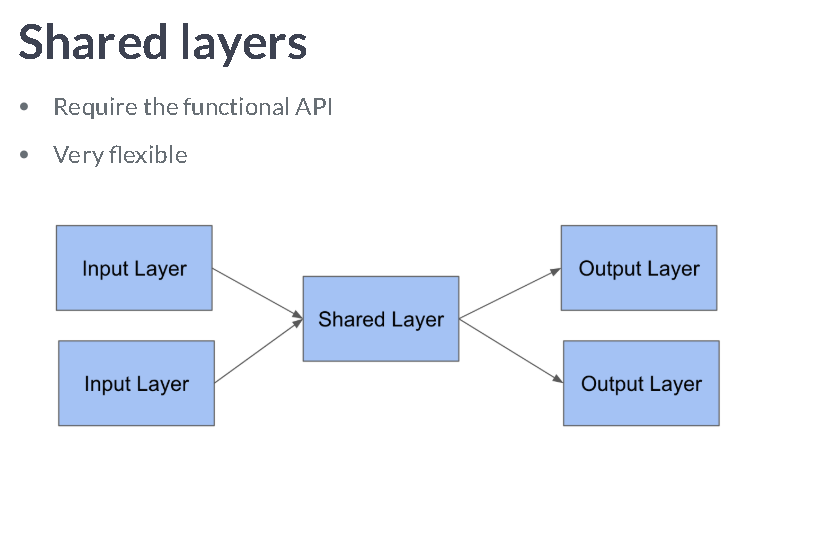 Shared layers
• Require the functional API
• Very flexible
Input Layer
Output Layer
Shared Layer
Input Layer
Output Layer